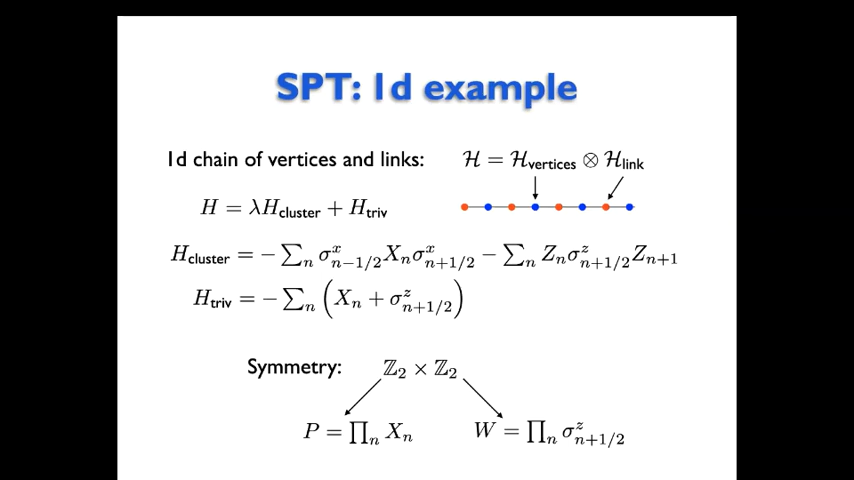 SPT: 1d example
1d chain of vertices and links: ℋ = ℋ_vertices ⊗ ℋ_link
H = λH_cluster + H_triv
H_cluster = −∑_n σ^x_{n−1/2} X_n σ^x_{n+1/2} − ∑_n Z_n σ^z_{n+1/2} Z_{n+1}
H_triv = −∑_n (X_n + σ^z_{n+1/2})
Symmetry: ℤ₂ × ℤ₂
P = ∏_n X_n W = ∏_n σ^z_{n+1/2}